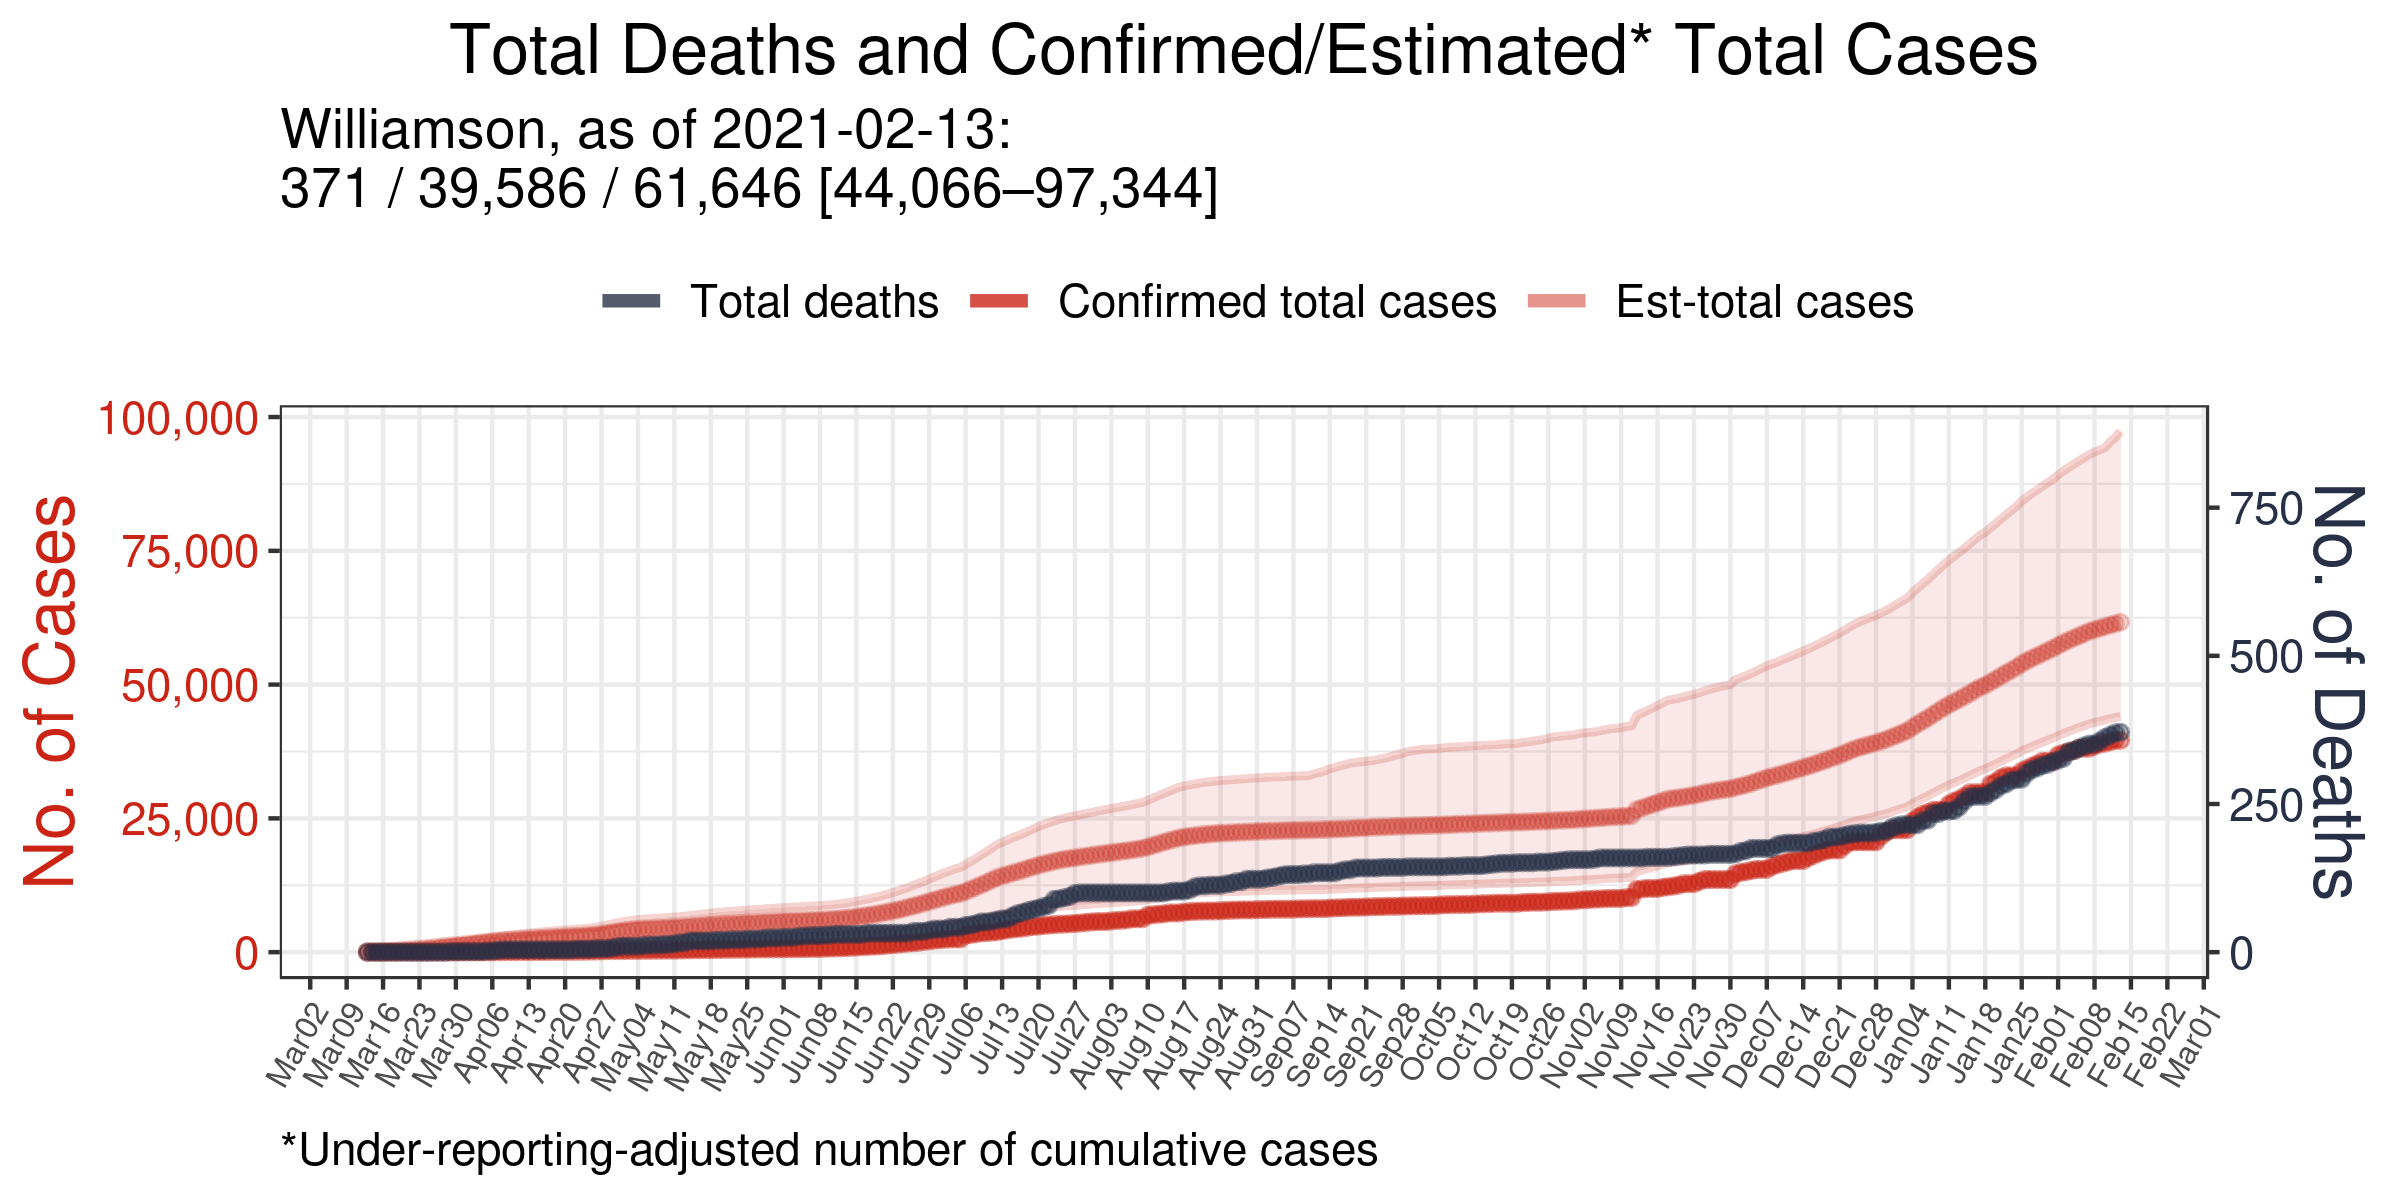 Total Deaths and Confirmed/Estimated* Total Cases
Williamson, as of 2021-02-13:
371 / 39,586 / 61,646 [44,066–97,344]
Total deaths
Confirmed total cases
Est-total cases
No. of Cases
100,000
75,000
50,000
25,000
0
750
500
250
0
No. of Deaths
Mar02
Mar09
Mar16
Mar23
Mar30
Apr06
Apr13
Apr20
Apr27
May04
May11
May18
May25
Jun01
Jun08
Jun15
Jun22
Jun29
Jul06
Jul13
Jul20
Jul27
Aug03
Aug10
Aug17
Aug24
Aug31
Sep07
Sep14
Sep21
Sep28
Oct05
Oct12
Oct19
Oct26
Nov02
Nov09
Nov16
Nov23
Nov30
Dec07
Dec14
Dec21
Dec28
Jan04
Jan11
Jan18
Jan25
Feb01
Feb08
Feb15
Feb22
Mar01
*Under-reporting-adjusted number of cumulative cases